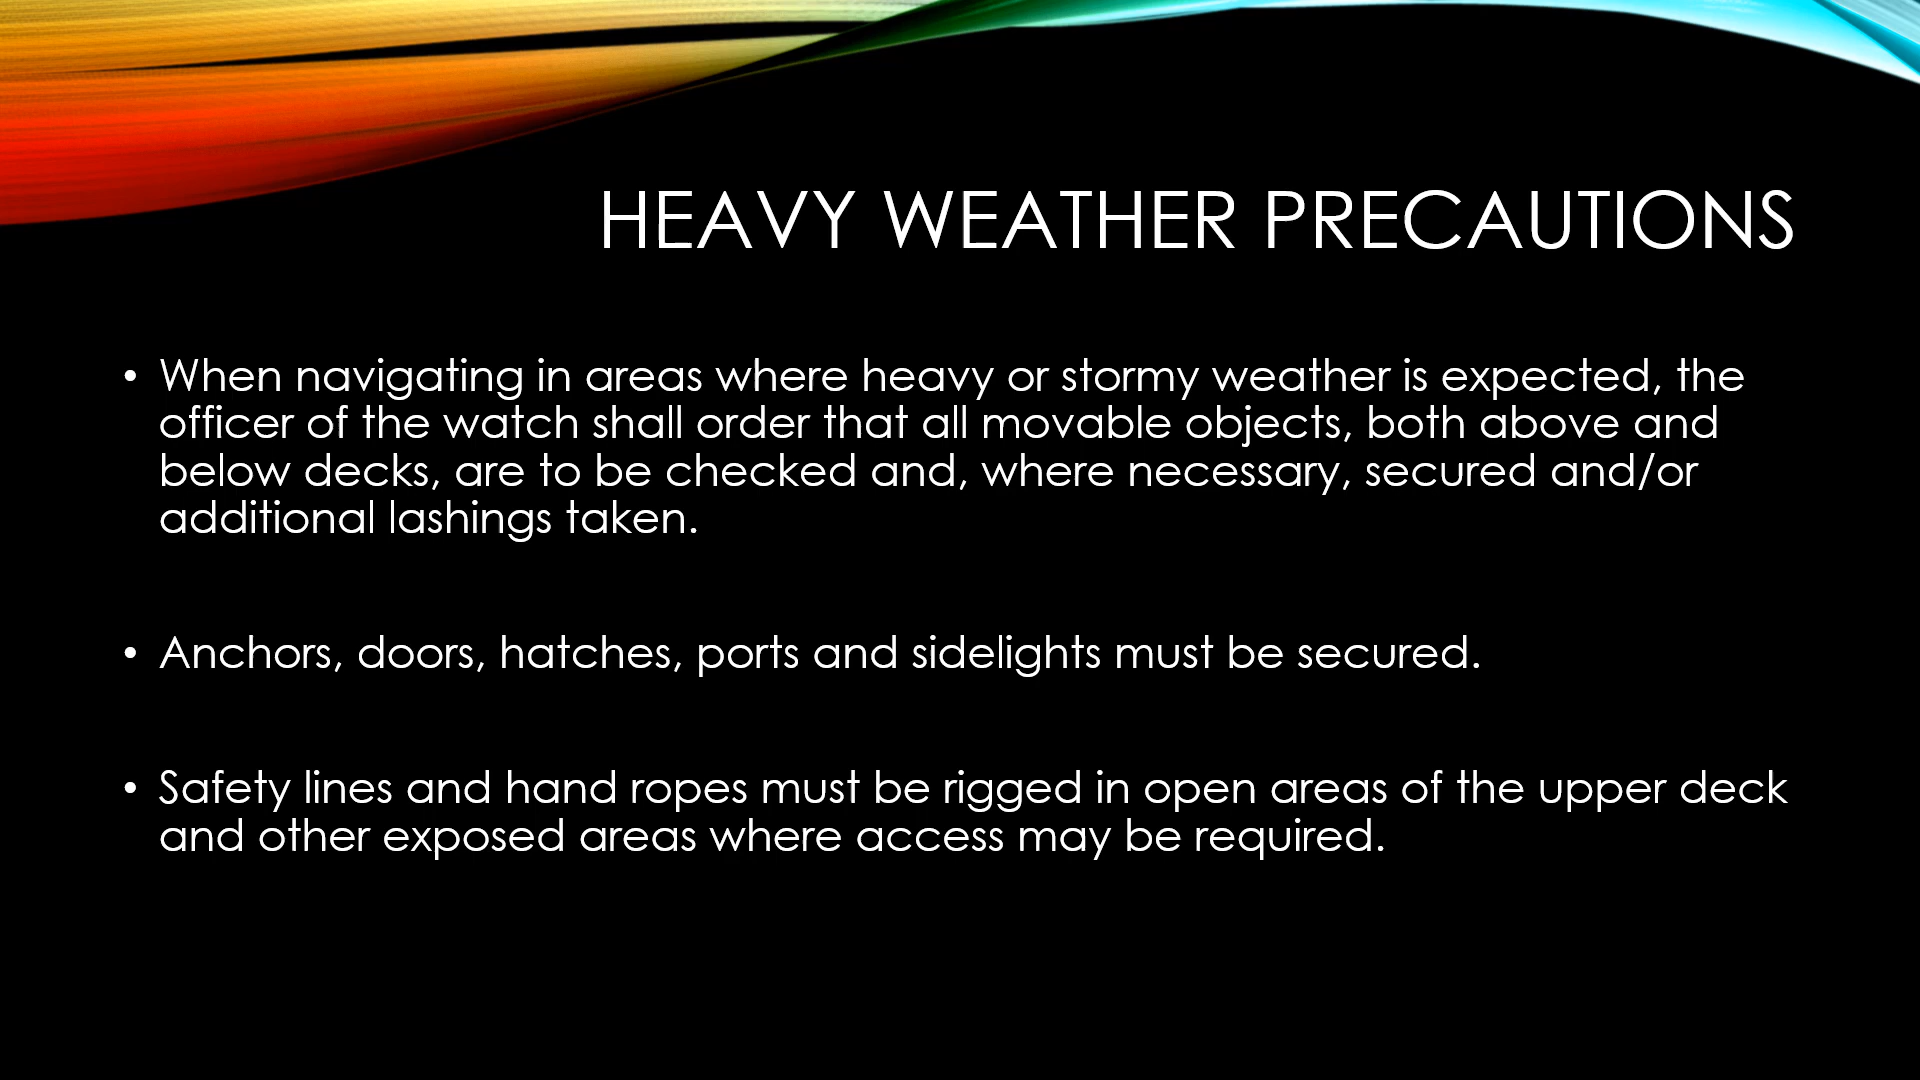 HEAVY WEATHER PRECAUTIONS
• When navigating in areas where heavy or stormy weather is expected, the
officer of the watch shall order that all movable objects, both above and
below decks, are to be checked and, where necessary, secured and/or
additional lashings taken.
• Anchors, doors, hatches, ports and sidelights must be secured.
• Safety lines and hand ropes must be rigged in open areas of the upper deck
and other exposed areas where access may be required.